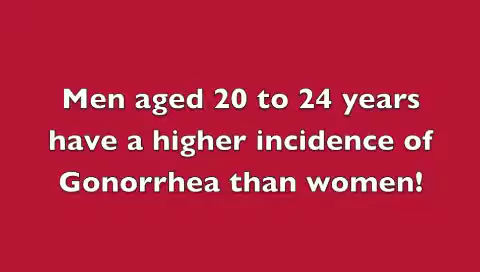 Men aged 20 to 24 years
have a higher incidence of
Gonorrhea than women!